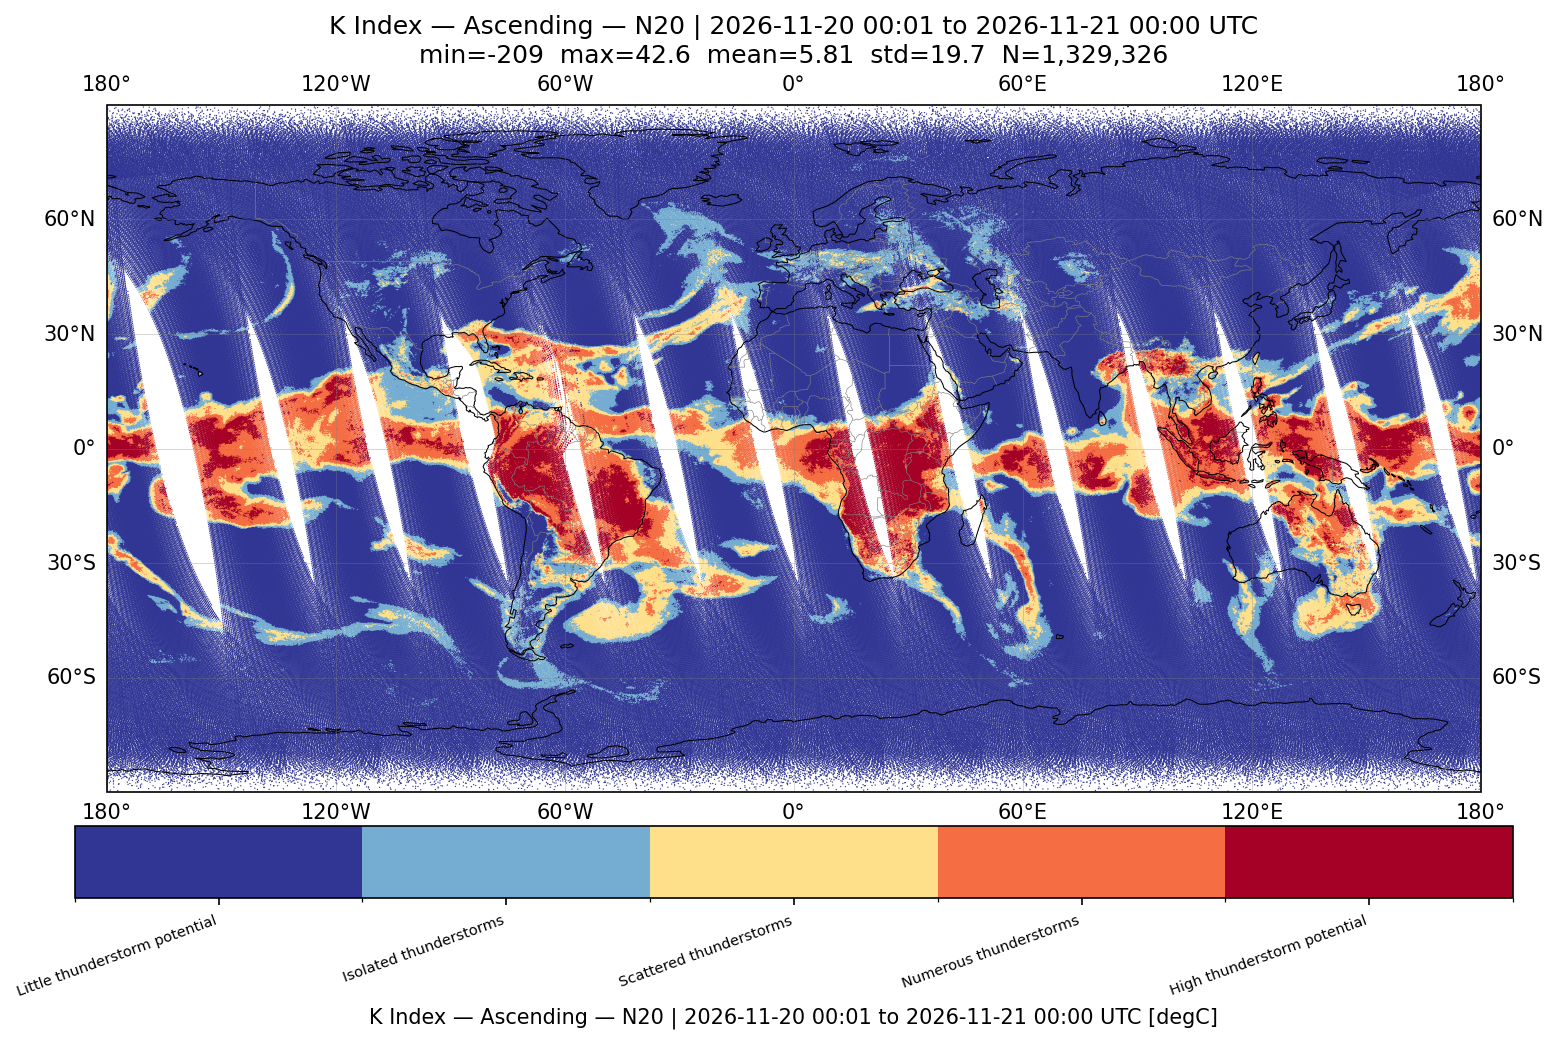 K Index — Ascending — N20 | 2026-11-20 00:01 to 2026-11-21 00:00 UTC
min=-209  max=42.6  mean=5.81  std=19.7  N=1,329,326
180° 120°W 60°W 0° 60°E 120°E 180°
60°N 60°N
30°N 30°N
0° 0°
30°S 30°S
60°S 60°S
180° 120°W 60°W 0° 60°E 120°E 180°
Little thunderstorm potential
Isolated thunderstorms
Scattered thunderstorms
Numerous thunderstorms
High thunderstorm potential
K Index — Ascending — N20 | 2026-11-20 00:01 to 2026-11-21 00:00 UTC [degC]